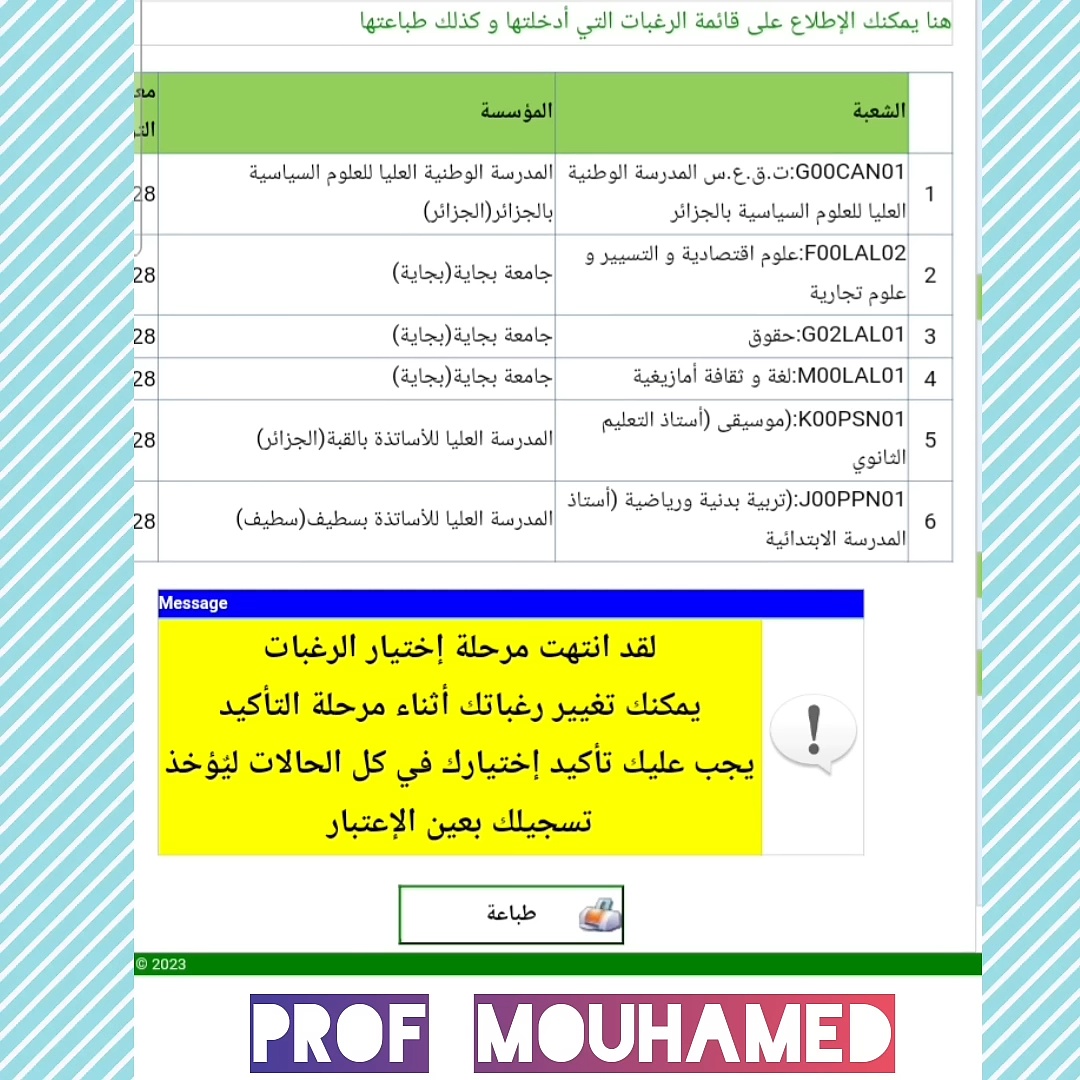 هنا يمكنك الإطلاع على قائمة الرغبات التي أدخلتها و كذلك طباعتها
الشعبة المؤسسة
1 G00CAN01:ت.ق.ع.س المدرسة الوطنية المدرسة الوطنية العليا للعلوم السياسية 28
العليا للعلوم السياسية بالجزائر بالجزائر(الجزائر)
2 F00LAL02:علوم اقتصادية و التسيير و جامعة بجاية(بجاية) 28
علوم تجارية
3 G02LAL01:حقوق جامعة بجاية(بجاية) 28
4 M00LAL01:لغة و ثقافة أمازيغية جامعة بجاية(بجاية) 28
5 K00PSN01:(موسيقى (أستاذ التعليم المدرسة العليا للأساتذة بالقبة(الجزائر) 28
الثانوي
6 J00PPN01:(تربية بدنية ورياضية (أستاذ المدرسة العليا للأساتذة بسطيف(سطيف) 28
المدرسة الابتدائية
Message
لقد انتهت مرحلة إختيار الرغبات
يمكنك تغيير رغباتك أثناء مرحلة التأكيد
يجب عليك تأكيد إختيارك في كل الحالات ليُؤخذ
تسجيلك بعين الإعتبار
طباعة
© 2023
PROF MOUHAMED